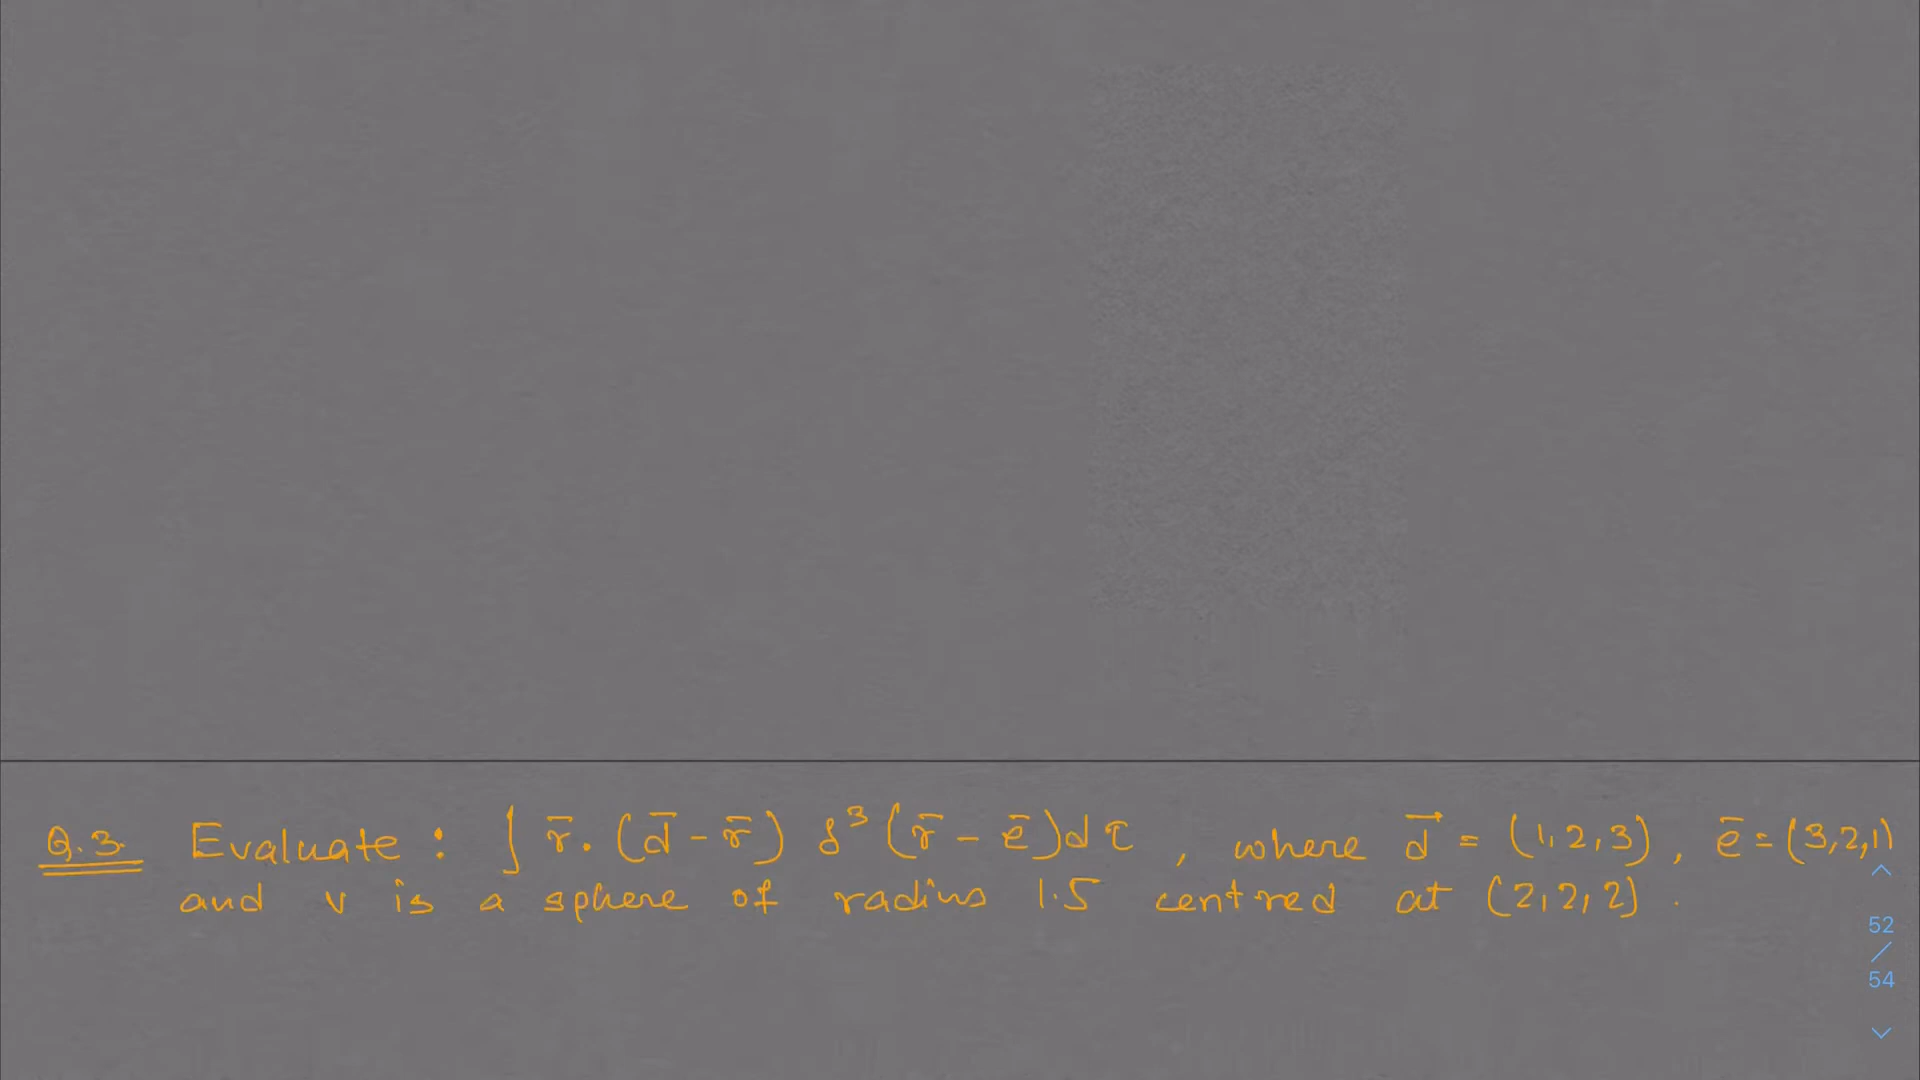 Q.3. Evaluate : ∫ r̄ · (d̄ - r̄) δ³ (r̄ - ē) dτ , where d⃗ = (1,2,3) , ē = (3,2,1)
and v is a sphere of radius 1.5 centred at (2,2,2) .
52
/
54